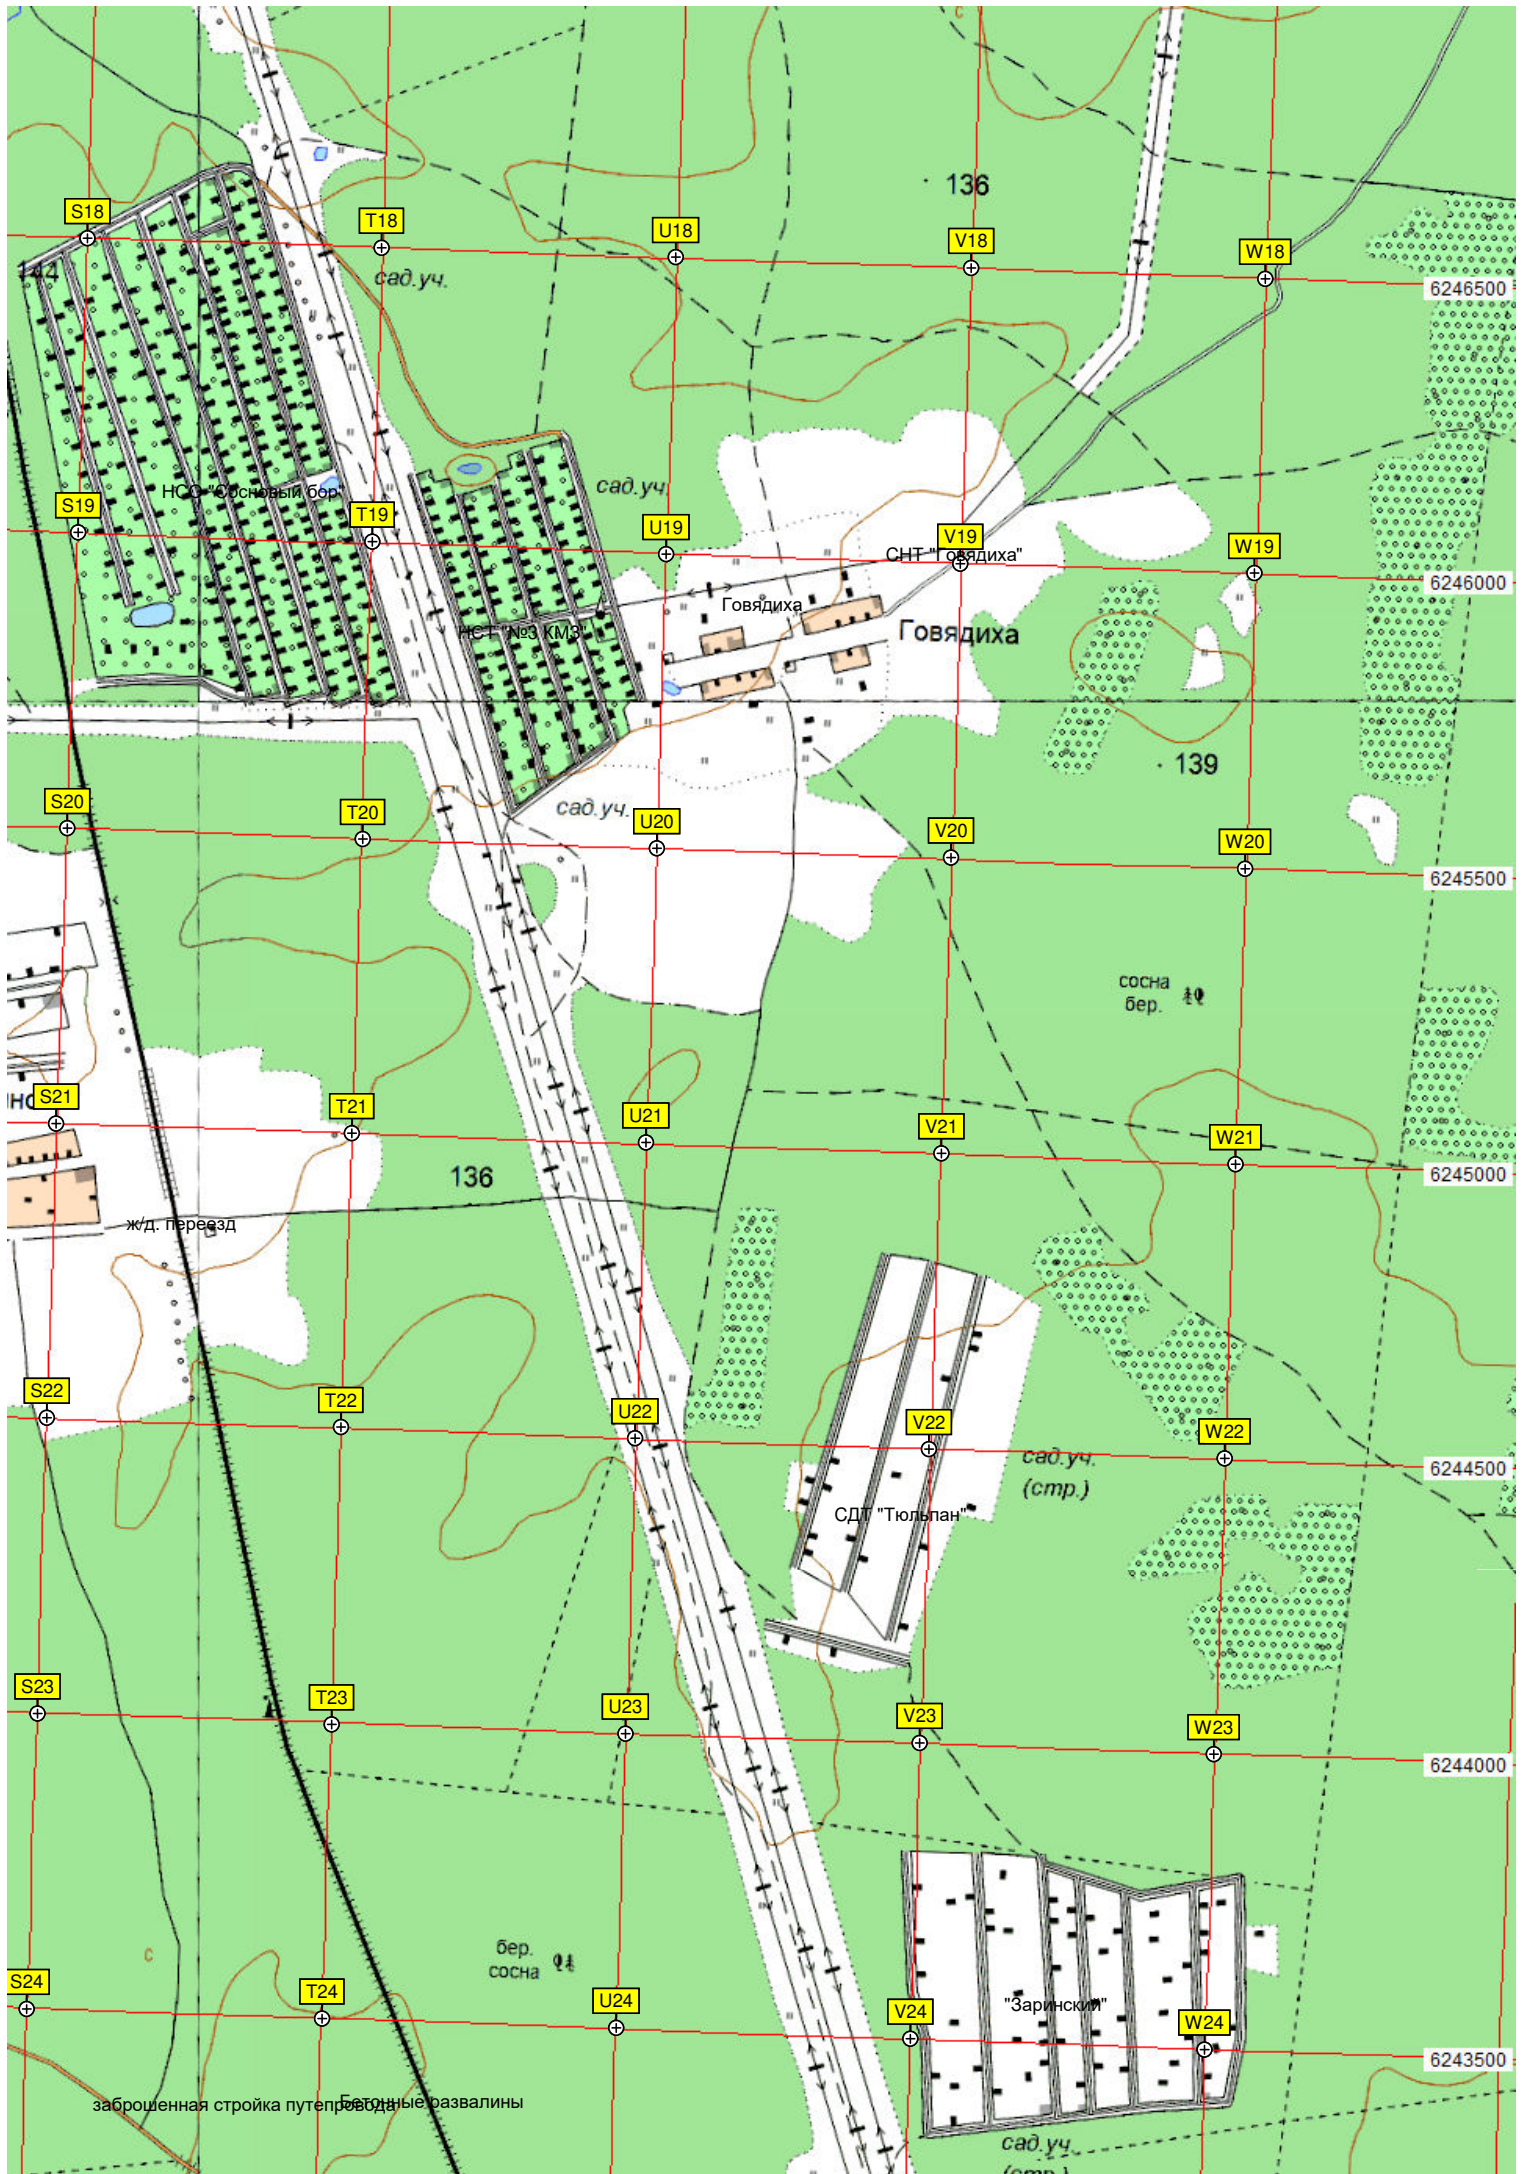 С
136
S18
T18
U18
V18
W18
144
сад.уч.
6246500
НСО "Сосновый бор"
сад.уч.
S19
T19
U19
V19
W19
СНТ "Говядиха"
6246000
Говядиха
НСТ "№3 КМЗ"
Говядиха
139
S20
T20
сад.уч.
U20
V20
W20
6245500
сосна
бер.
S21
T21
U21
V21
W21
6245000
136
ж/д. переезд
S22
T22
U22
V22
W22
сад.уч.
(стр.)
6244500
СДТ "Тюльпан"
S23
T23
U23
V23
W23
6244000
бер.
сосна
С
S24
T24
U24
V24
"Заринский"
W24
6243500
заброшенная стройка путепровода
Бетонные развалины
сад.уч.
(стр.)